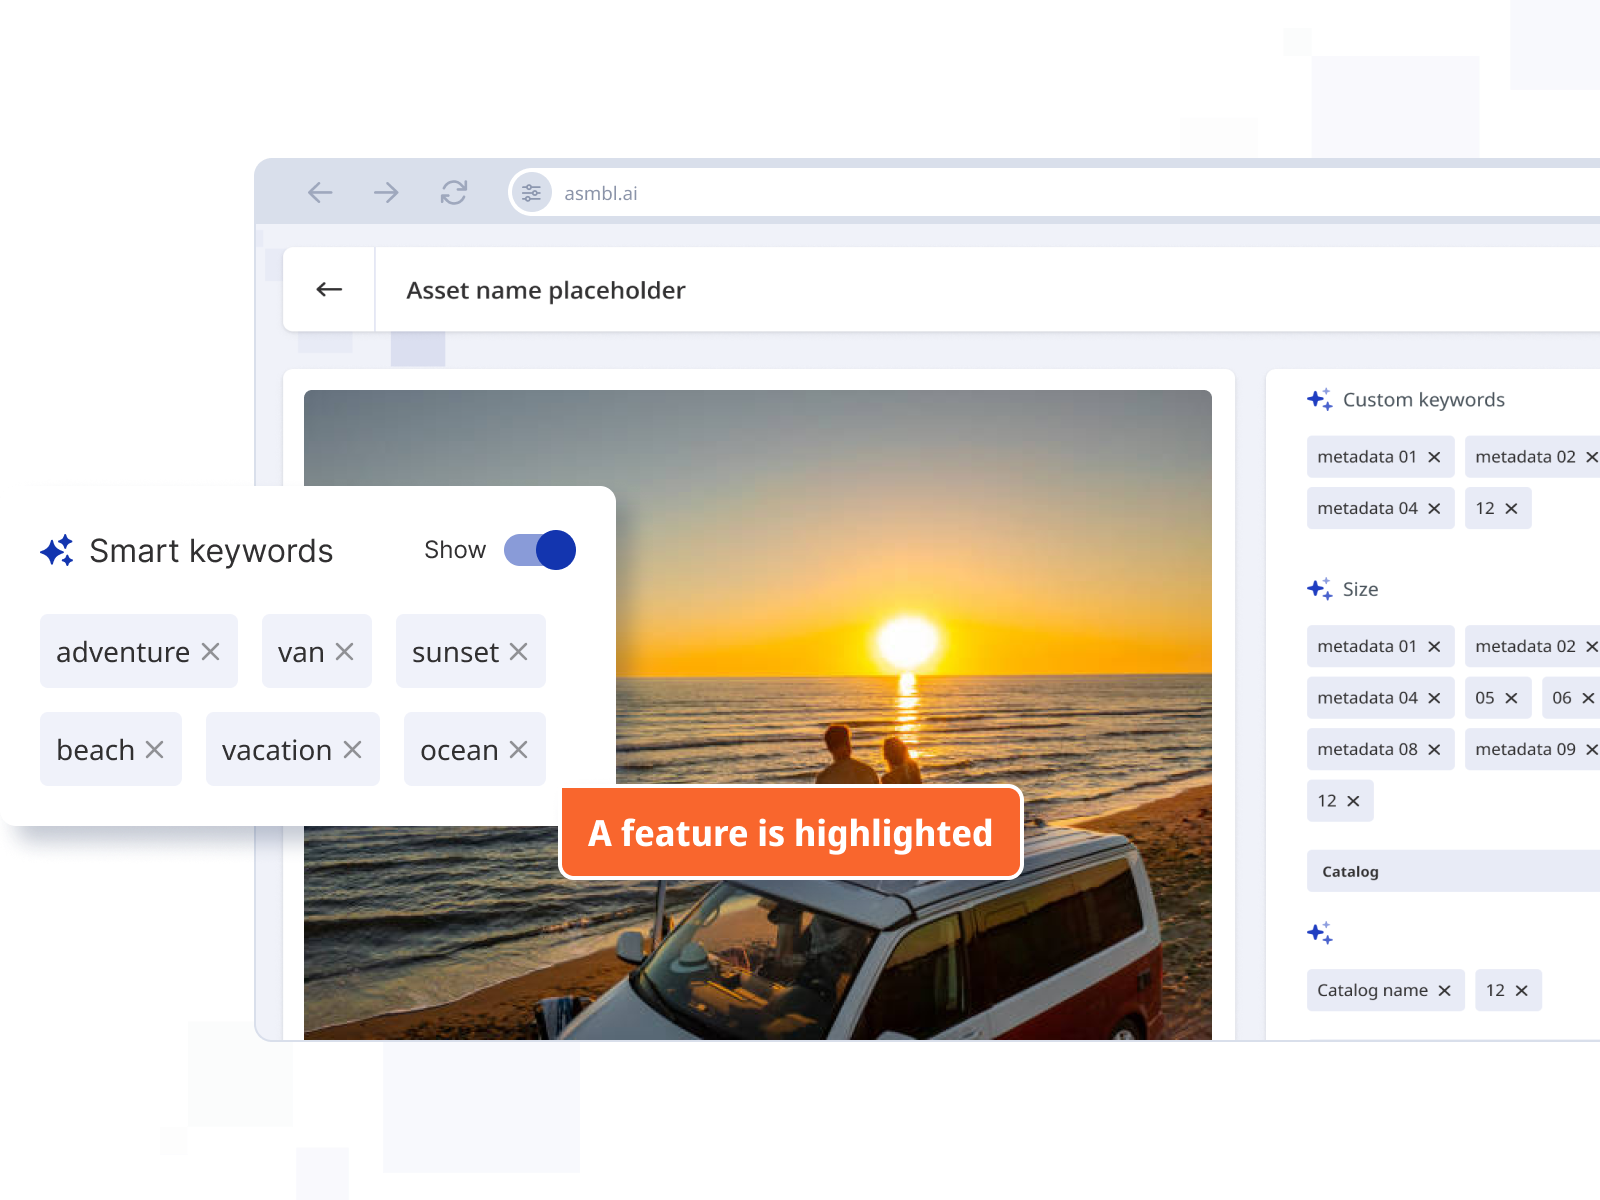 asmbl.ai
Asset name placeholder
Smart keywords Show
adventure van sunset
beach vacation ocean
A feature is highlighted
Custom keywords
metadata 01 metadata 02
metadata 04 12
Size
metadata 01 metadata 02
metadata 04 05 06
metadata 08 metadata 09
12
Catalog
Catalog name 12